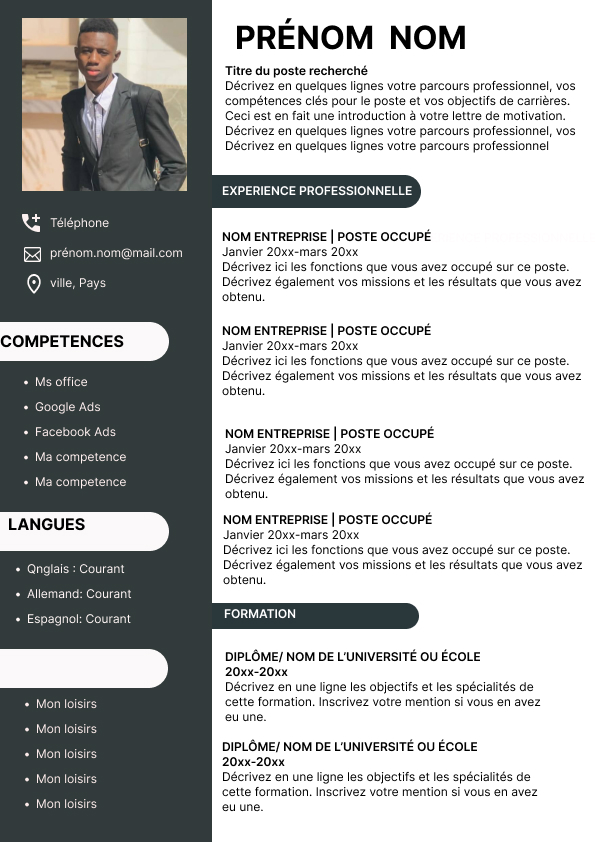 PRÉNOM NOM
Titre du poste recherché
Décrivez en quelques lignes votre parcours professionnel, vos
compétences clés pour le poste et vos objectifs de carrières.
Ceci est en fait une introduction à votre lettre de motivation.
Décrivez en quelques lignes votre parcours professionnel, vos
Décrivez en quelques lignes votre parcours professionnel
Téléphone
prénom.nom@mail.com
ville, Pays
COMPETENCES
• Ms office
• Google Ads
• Facebook Ads
• Ma competence
• Ma competence
LANGUES
• Qnglais : Courant
• Allemand: Courant
• Espagnol: Courant
• Mon loisirs
• Mon loisirs
• Mon loisirs
• Mon loisirs
• Mon loisirs
EXPERIENCE PROFESSIONNELLE
NOM ENTREPRISE | POSTE OCCUPÉ
Janvier 20xx-mars 20xx
Décrivez ici les fonctions que vous avez occupé sur ce poste.
Décrivez également vos missions et les résultats que vous avez
obtenu.
NOM ENTREPRISE | POSTE OCCUPÉ
Janvier 20xx-mars 20xx
Décrivez ici les fonctions que vous avez occupé sur ce poste.
Décrivez également vos missions et les résultats que vous avez
obtenu.
NOM ENTREPRISE | POSTE OCCUPÉ
Janvier 20xx-mars 20xx
Décrivez ici les fonctions que vous avez occupé sur ce poste.
Décrivez également vos missions et les résultats que vous avez
obtenu.
NOM ENTREPRISE | POSTE OCCUPÉ
Janvier 20xx-mars 20xx
Décrivez ici les fonctions que vous avez occupé sur ce poste.
Décrivez également vos missions et les résultats que vous avez
obtenu.
FORMATION
DIPLÔME/ NOM DE L’UNIVERSITÉ OU ÉCOLE
20xx-20xx
Décrivez en une ligne les objectifs et les spécialités de
cette formation. Inscrivez votre mention si vous en avez
eu une.
DIPLÔME/ NOM DE L’UNIVERSITÉ OU ÉCOLE
20xx-20xx
Décrivez en une ligne les objectifs et les spécialités de
cette formation. Inscrivez votre mention si vous en avez
eu une.